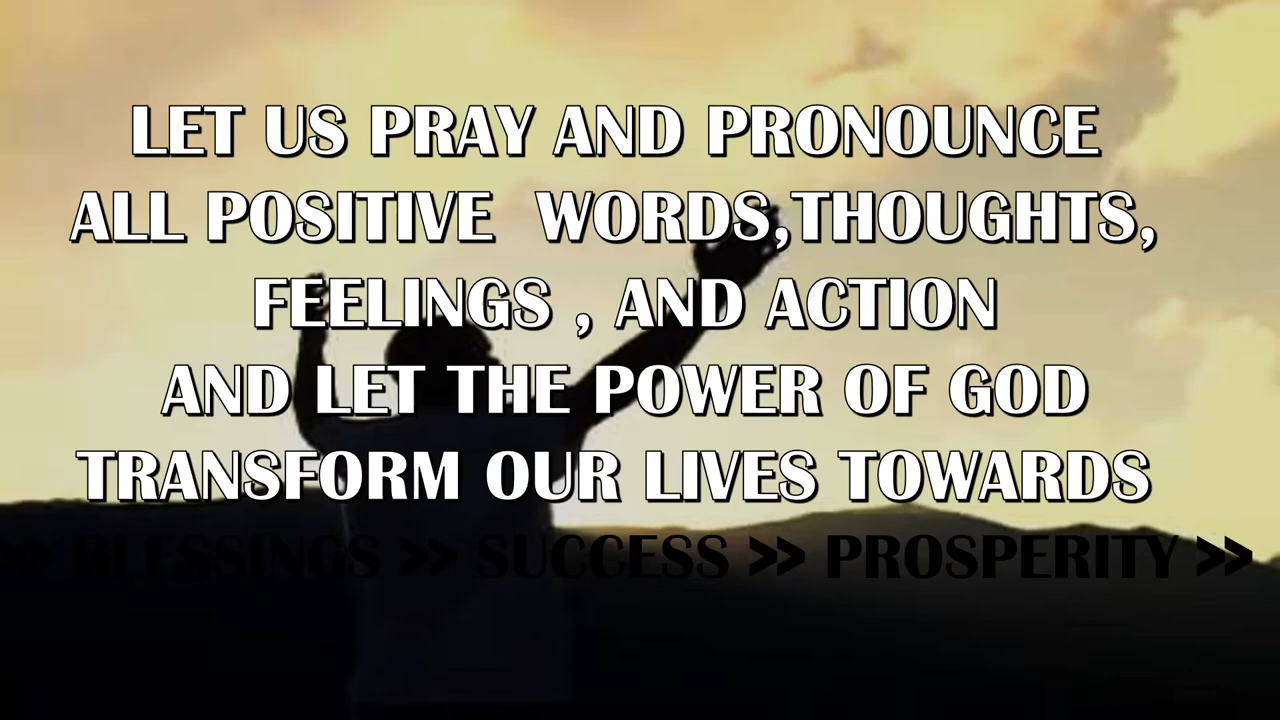 LET US PRAY AND PRONOUNCE
ALL POSITIVE  WORDS,THOUGHTS,
FEELINGS , AND ACTION
AND LET THE POWER OF GOD
TRANSFORM OUR LIVES TOWARDS
>> BLESSINGS >> SUCCESS >> PROSPERITY >>